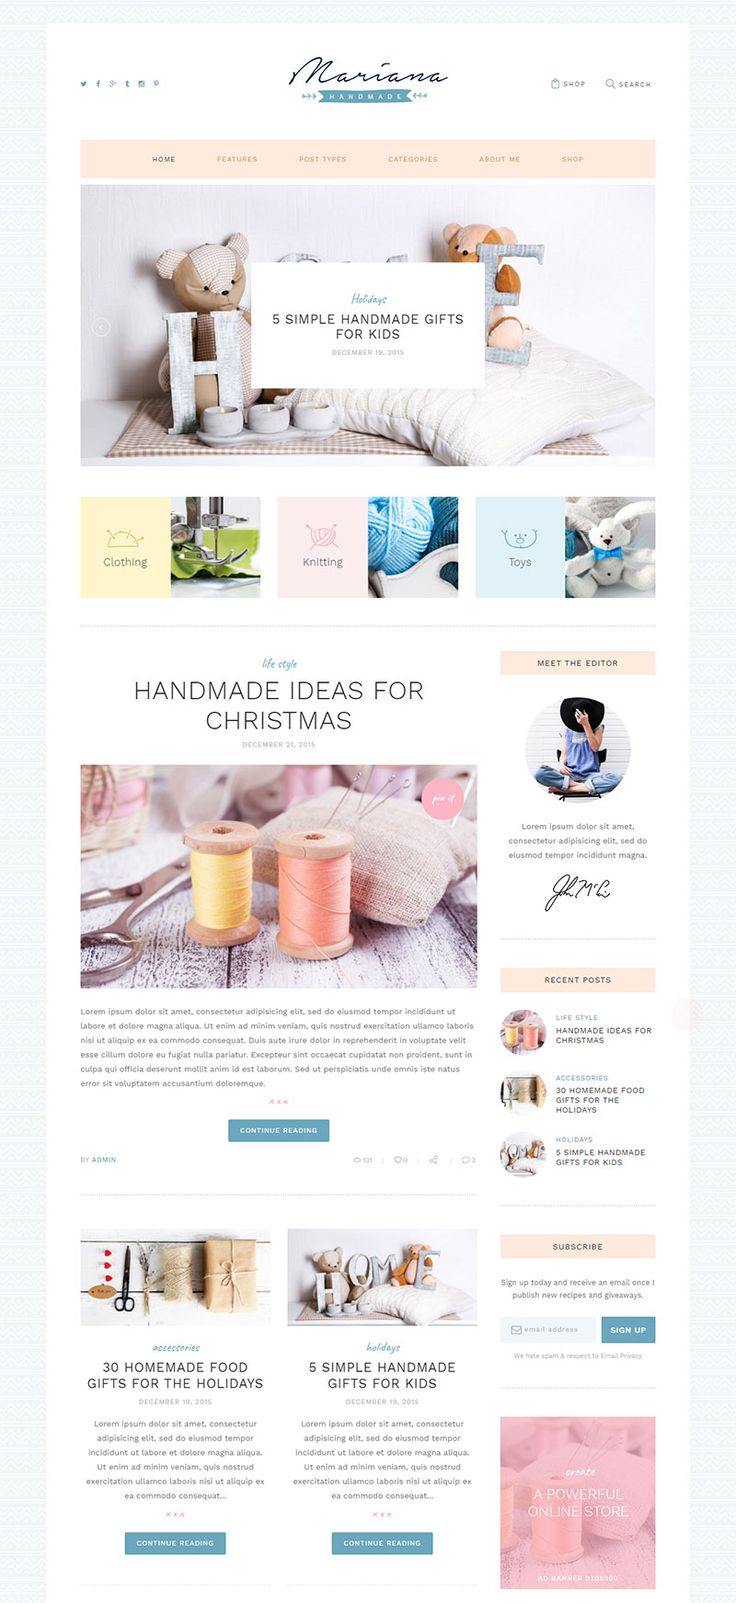 Mariana
HANDMADE
SHOP
SEARCH
HOME
FEATURES
POST TYPES
CATEGORIES
ABOUT ME
SHOP
Holidays
5 SIMPLE HANDMADE GIFTS
FOR KIDS
DECEMBER 19, 2015
Clothing
Knitting
Toys
life style
HANDMADE IDEAS FOR
CHRISTMAS
DECEMBER 21, 2015
pin it
Lorem ipsum dolor sit amet, consectetur adipiscing elit, sed do eiusmod tempor incididunt ut
labore et dolore magna aliqua. Ut enim ad minim veniam, quis nostrud exercitation ullamco laboris
nisi ut aliquip ex ea commodo consequat. Duis aute irure dolor in reprehenderit in voluptate velit
esse cillum dolore eu fugiat nulla pariatur. Excepteur sint occaecat cupidatat non proident, sunt in
culpa qui officia deserunt mollit anim id est laborum. Sed ut perspiciatis unde omnis iste natus
error sit voluptatem accusantium doloremque.
xxx
CONTINUE READING
BY ADMIN
131
0
3
MEET THE EDITOR
Lorem ipsum dolor sit amet,
consectetur adipiscing elit, sed do
eiusmod tempor incididunt magna.
RECENT POSTS
LIFE STYLE
HANDMADE IDEAS FOR
CHRISTMAS
ACCESSORIES
30 HOMEMADE FOOD
GIFTS FOR THE
HOLIDAYS
HOLIDAYS
5 SIMPLE HANDMADE
GIFTS FOR KIDS
SUBSCRIBE
Sign up today and receive an email once I
publish new recipes and giveaways.
email address
SIGN UP
We hate spam & respect to Email Privacy
accessories
30 HOMEMADE FOOD
GIFTS FOR THE HOLIDAYS
DECEMBER 19, 2015
Lorem ipsum dolor sit amet, consectetur
adipiscing elit, sed do eiusmod tempor
incididunt ut labore et dolore magna aliqua.
Ut enim ad minim veniam, quis nostrud
exercitation ullamco laboris nisi ut aliquip ex
ea commodo consequat...
xxx
CONTINUE READING
HOME
holidays
5 SIMPLE HANDMADE
GIFTS FOR KIDS
DECEMBER 19, 2015
Lorem ipsum dolor sit amet, consectetur
adipiscing elit, sed do eiusmod tempor
incididunt ut labore et dolore magna aliqua.
Ut enim ad minim veniam, quis nostrud
exercitation ullamco laboris nisi ut aliquip ex
ea commodo consequat...
xxx
CONTINUE READING
create
A POWERFUL
ONLINE STORE
AD BANNER 270X300